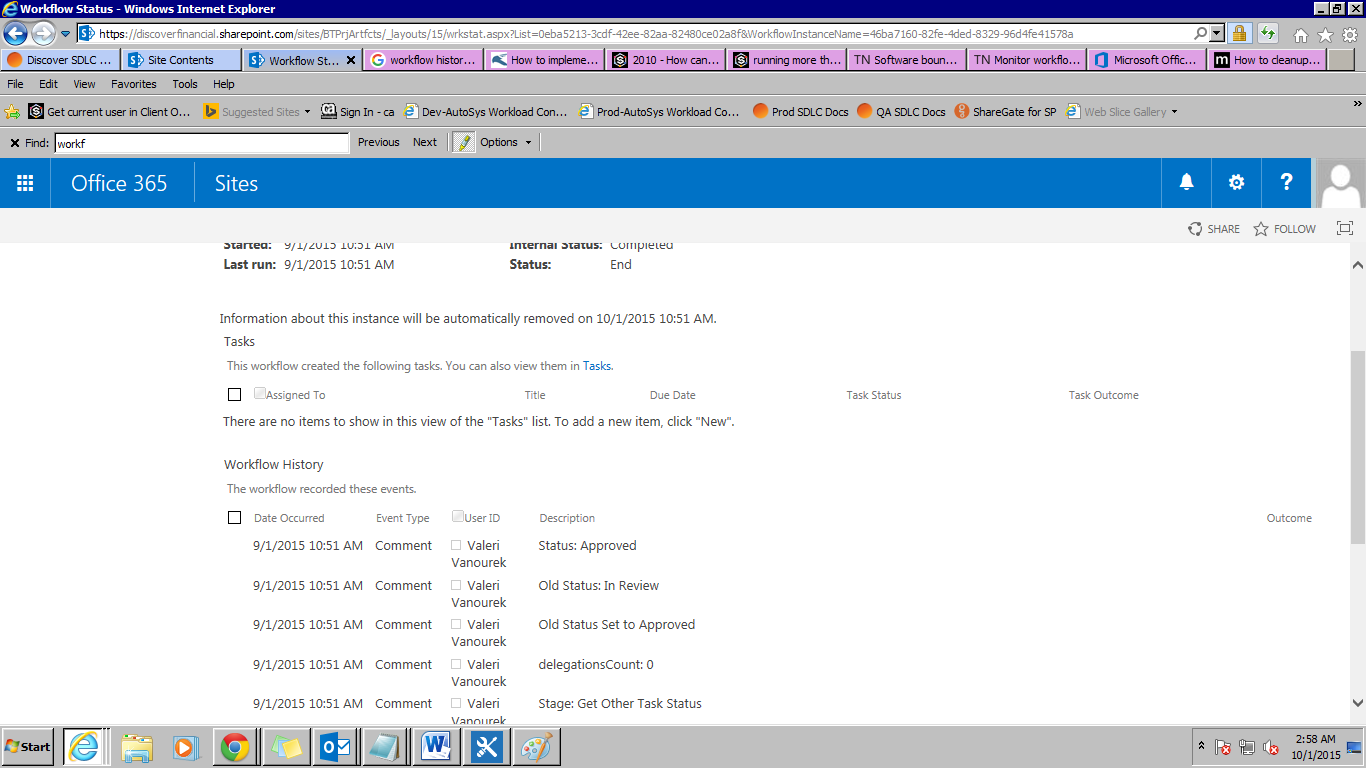 Workflow Status - Windows Internet Explorer
https://discoverfinancial.sharepoint.com/sites/BTPrjArtfcts/_layouts/15/wrkstat.aspx?List=0eba5213-3cdf-42ee-82aa-82480ce02a8f&WorkflowInstanceName=46ba7160-82fe-4ded-8329-96d4fe41578a
Discover SDLC ... Site Contents Workflow St... workflow histor... How to impleme... 2010 - How can... running more th... TN Software boun... TN Monitor workflo... Microsoft Offic... m How to cleanup...
File Edit View Favorites Tools Help
Get current user in Client O... Suggested Sites Sign In - ca Dev-AutoSys Workload Con... Prod-AutoSys Workload Co... Prod SDLC Docs QA SDLC Docs ShareGate for SP Web Slice Gallery
Find: workf Previous Next Options
Office 365 Sites
SHARE FOLLOW
Started: 9/1/2015 10:51 AM Internal Status: Completed
Last run: 9/1/2015 10:51 AM Status: End
Information about this instance will be automatically removed on 10/1/2015 10:51 AM.
Tasks
This workflow created the following tasks. You can also view them in Tasks.
Assigned To Title Due Date Task Status Task Outcome
There are no items to show in this view of the "Tasks" list. To add a new item, click "New".
Workflow History
The workflow recorded these events.
Date Occurred Event Type User ID Description Outcome
9/1/2015 10:51 AM Comment Valeri Status: Approved
Vanourek
9/1/2015 10:51 AM Comment Valeri Old Status: In Review
Vanourek
9/1/2015 10:51 AM Comment Valeri Old Status Set to Approved
Vanourek
9/1/2015 10:51 AM Comment Valeri delegationsCount: 0
Vanourek
9/1/2015 10:51 AM Comment Valeri Stage: Get Other Task Status
Vanourek
Start 2:58 AM
10/1/2015